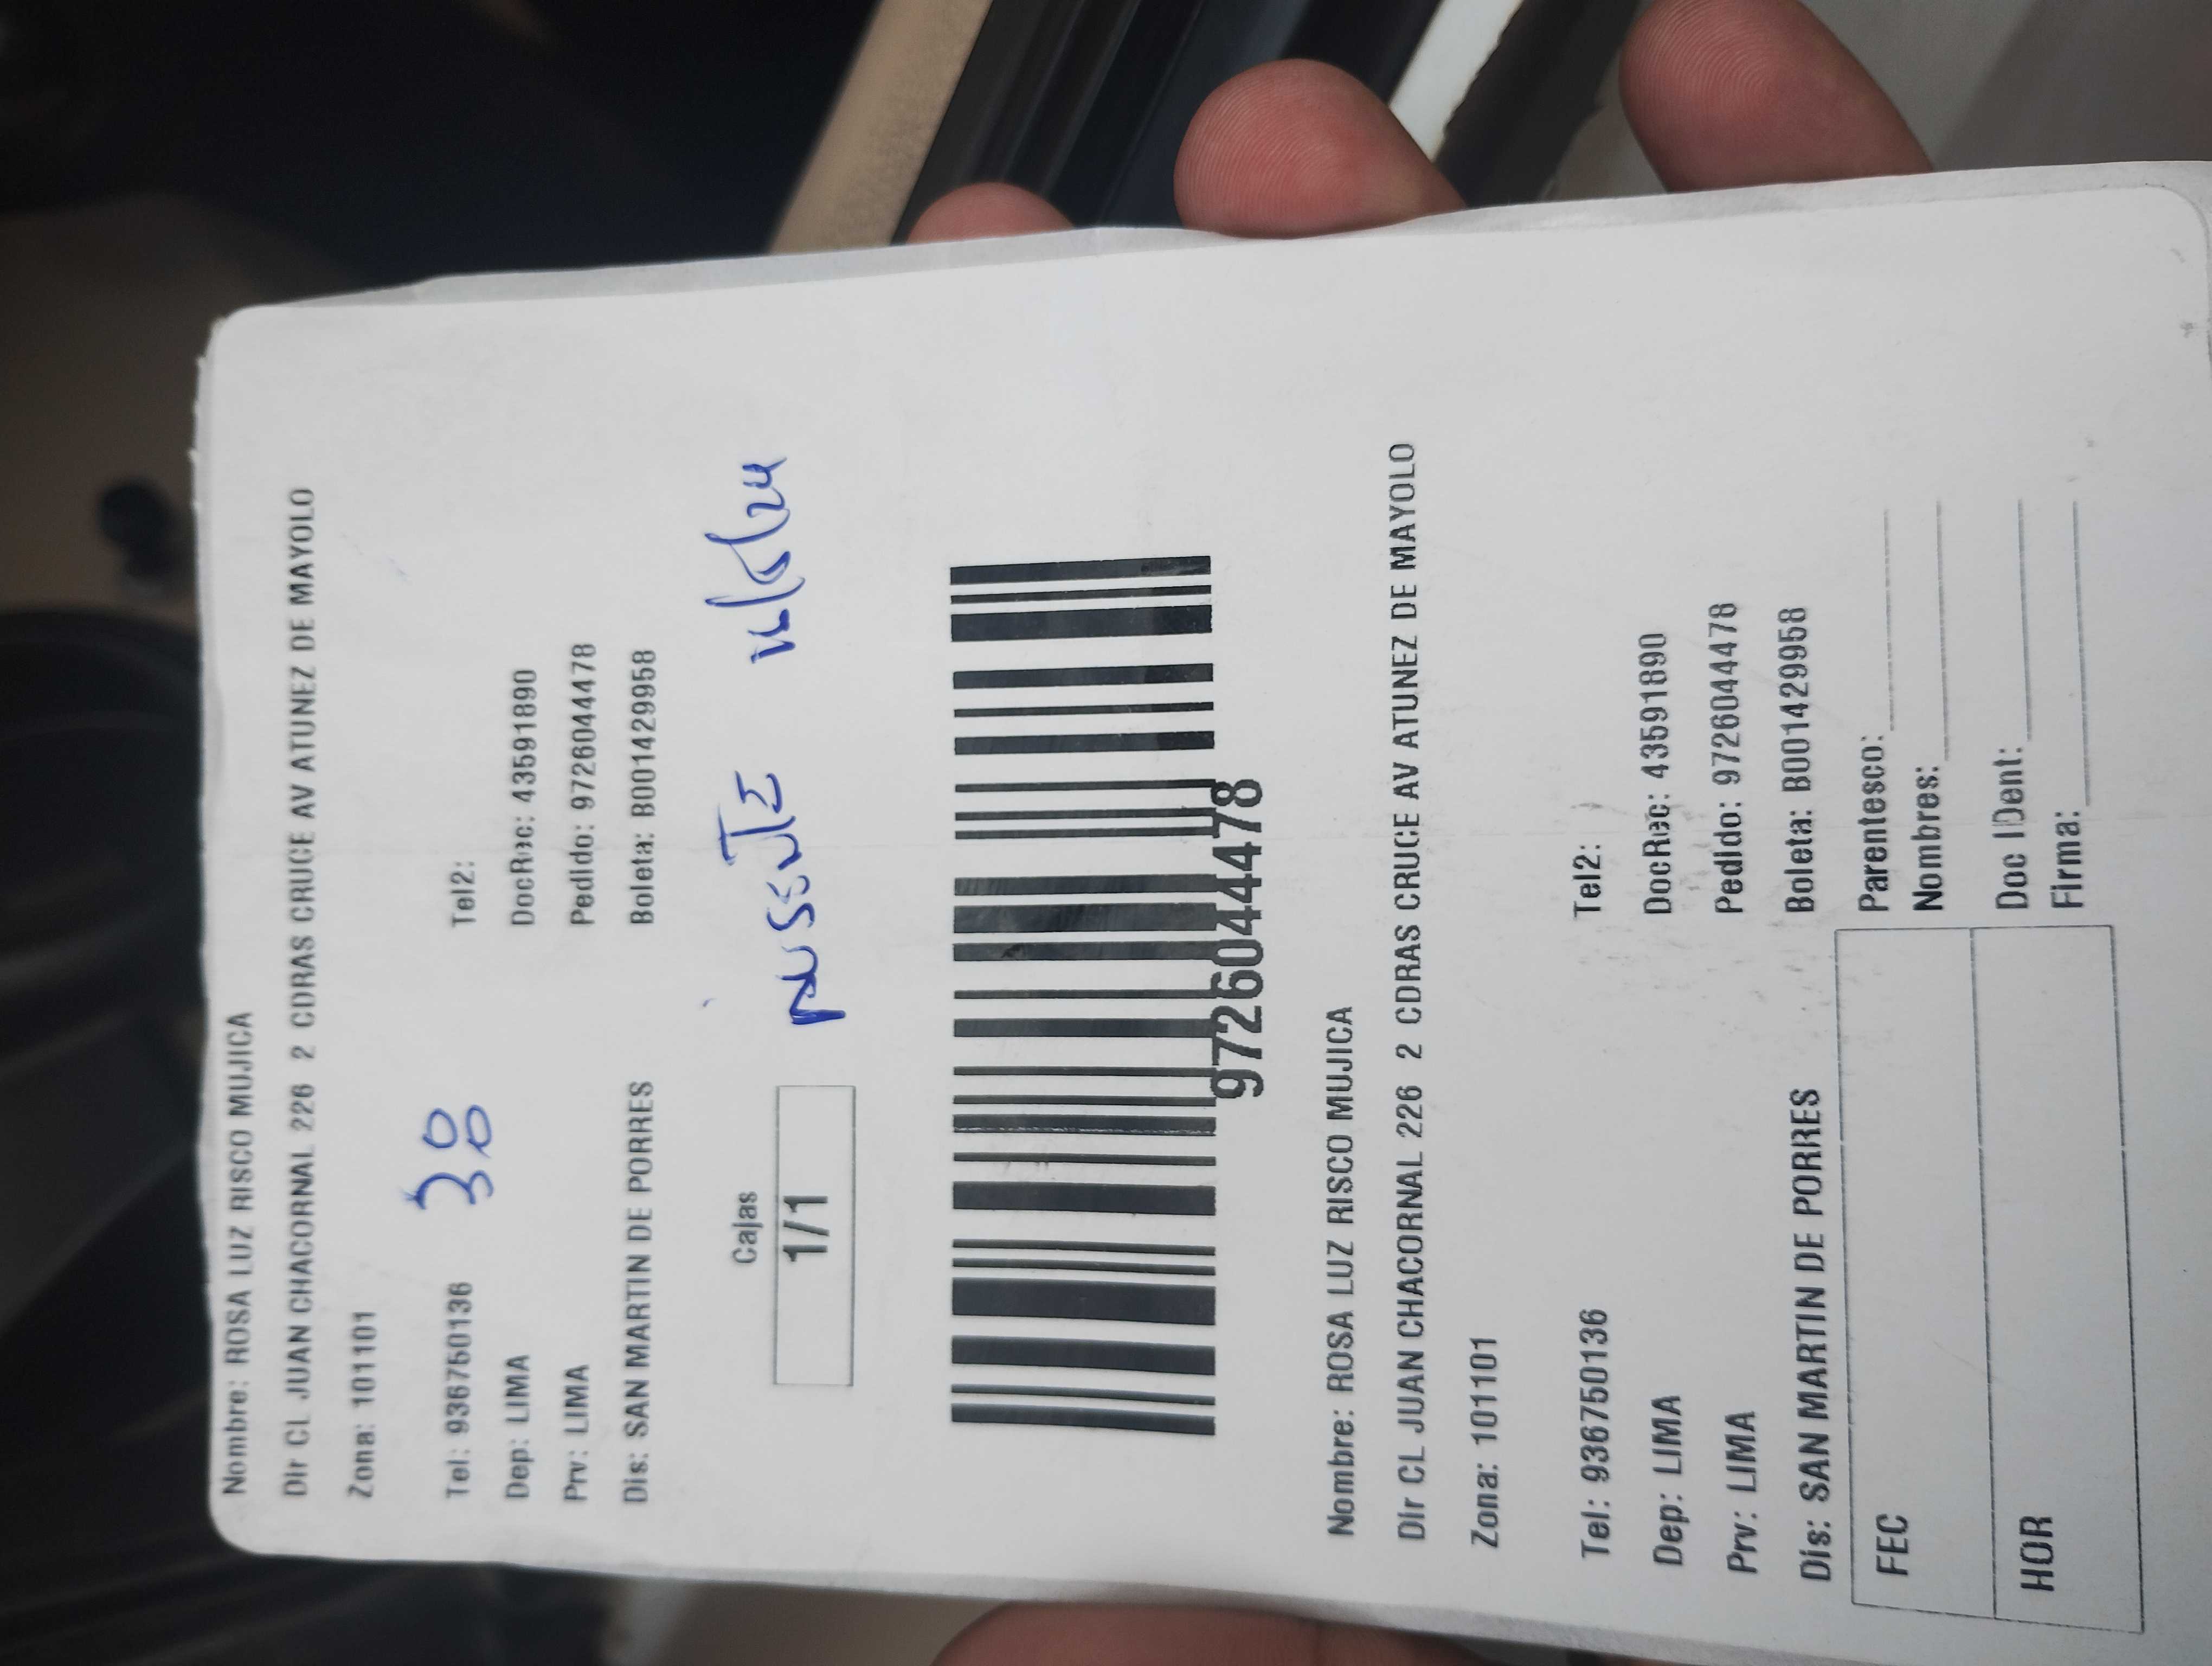 Nombre: ROSA LUZ RISCO MUJICA
Dir CL JUAN CHACORNAL 226 2 CDRAS CRUCE AV ATUNEZ DE MAYOLO
Zona: 101101
30
Tel: 936750136 Tel2:
Dep: LIMA DocRec: 43591890
Prv: LIMA Pedido: 9726044478
Dis: SAN MARTIN DE PORRES Boleta: B001429958
Cajas
1/1
9726044478
Nombre: ROSA LUZ RISCO MUJICA
Dir CL JUAN CHACORNAL 226 2 CDRAS CRUCE AV ATUNEZ DE MAYOLO
Zona: 101101
Tel: 936750136 Tel2:
Dep: LIMA DocRec: 43591890
Prv: LIMA Pedido: 9726044478
Dis: SAN MARTIN DE PORRES Boleta: B001429958
FEC Parentesco:
Nombres:
HOR Doc IDent:
Firma: